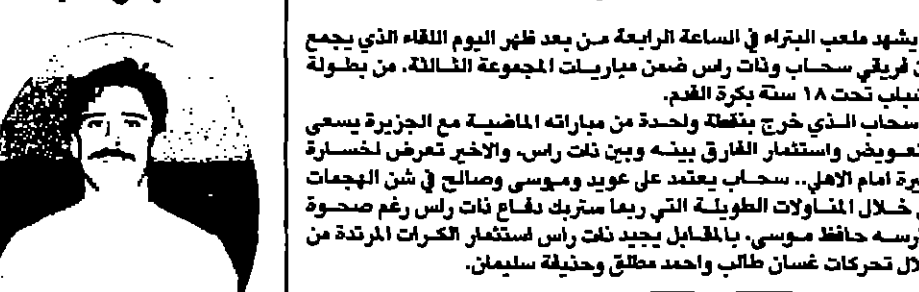 يشهد ملعب البتراء في الساعة الرابعة من بعد ظهر اليوم اللقاء الذي يجمع
فريقي سحاب وذات راس ضمن مباريات المجموعة الثالثة، من بطولة
تحت ١٨ سنة بكرة القدم.
سحاب الذي خرج بنقطة واحدة من مباراته الماضية مع الجزيرة يسعى
واستثمار الفارق بينه وبين ذات راس، والاخير تعرض لخسارة
امام الاهلي.. سحاب يعتمد على عويد وموسى وصالح في شن الهجمات
خلال المناولات الطويلة التي ربما ستربك دفاع ذات راس رغم صحوة
حافظ موسى. بالمقابل يجيد ذات راس استثمار الكرات المرتدة من
تحركات غسان طالب واحمد مطلق وحنيفة سليمان.